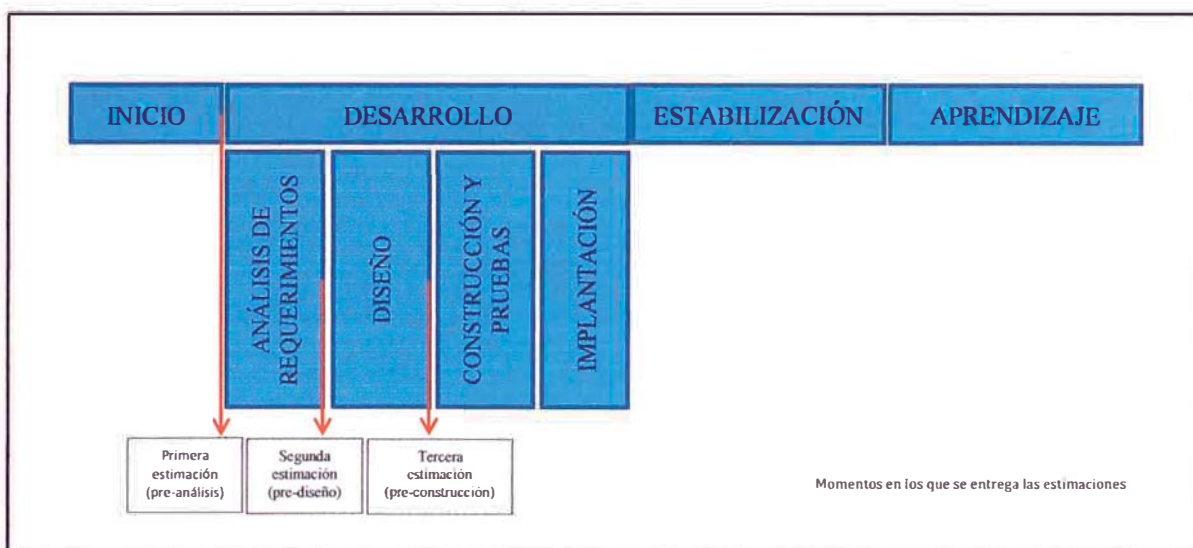 INICIO
DESARROLLO
ESTABILIZACIÓN
APRENDIZAJE
ANÁLISIS DE
REQUERIMIENTOS
DISEÑO
CONSTRUCCIÓN Y
PRUEBAS
IMPLANTACIÓN
Primera
estimación
(pre-análisis)
Segunda
estimación
(pre-diseño)
Tercera
estimación
(pre-construcción)
Momentos en los que se entrega las estimaciones